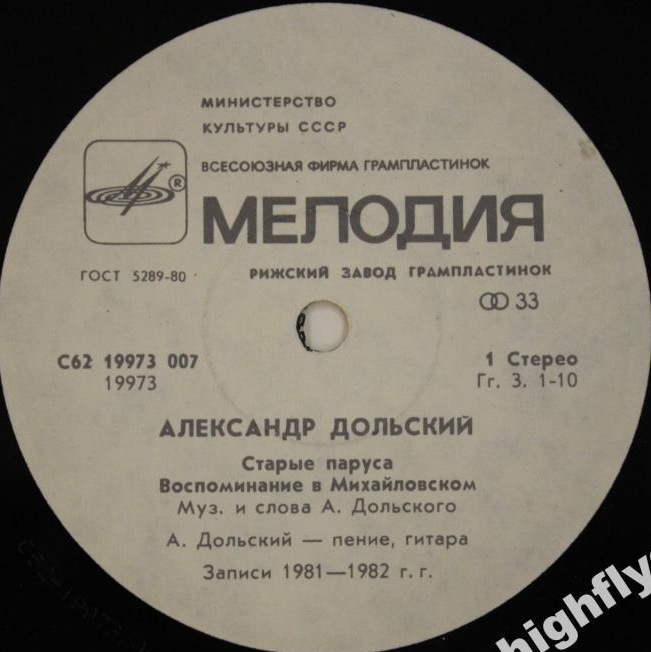 МИНИСТЕРСТВО
КУЛЬТУРЫ СССР
ВСЕСОЮЗНАЯ ФИРМА ГРАМПЛАСТИНОК
®
МЕЛОДИЯ
ГОСТ 5289-80
РИЖСКИЙ ЗАВОД ГРАМПЛАСТИНОК
33
С62 19973 007
1 Стерео
19973
Гг. 3. 1-10
АЛЕКСАНДР ДОЛЬСКИЙ
Старые паруса
Воспоминание в Михайловском
Муз. и слова А. Дольского
А. Дольский — пение, гитара
Записи 1981—1982 г. г.
highfly